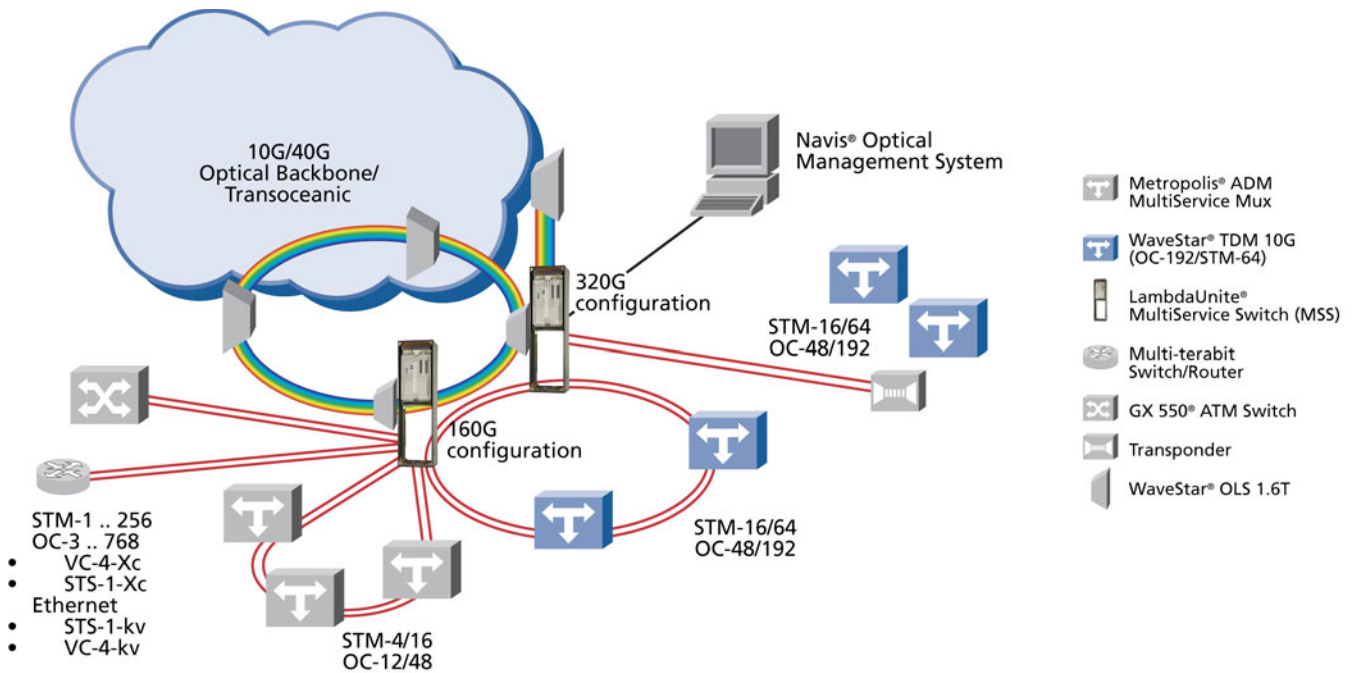 10G/40G
Optical Backbone/
Transoceanic
Navis® Optical
Management System
320G
configuration
STM-16/64
OC-48/192
160G
configuration
STM-1 .. 256
OC-3 .. 768
• VC-4-Xc
• STS-1-Xc
Ethernet
• STS-1-kv
• VC-4-kv
STM-4/16
OC-12/48
STM-16/64
OC-48/192
Metropolis® ADM
MultiService Mux
WaveStar® TDM 10G
(OC-192/STM-64)
LambdaUnite®
MultiService Switch (MSS)
Multi-terabit
Switch/Router
GX 550® ATM Switch
Transponder
WaveStar® OLS 1.6T